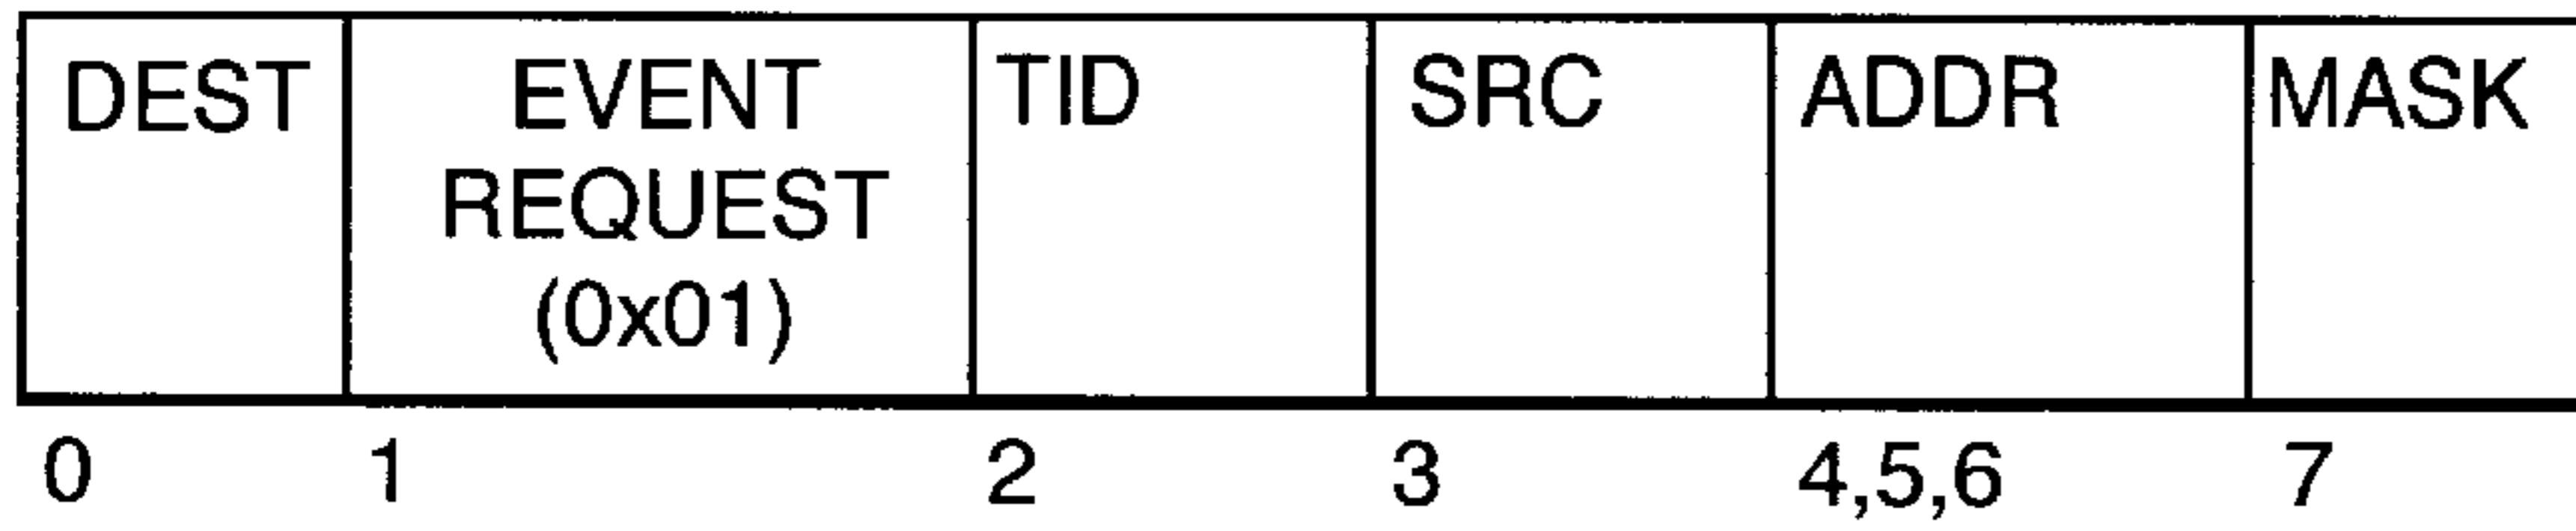 DEST
EVENT
REQUEST
(0x01)
TID
SRC
ADDR
MASK
0
1
2
3
4,5,6
7